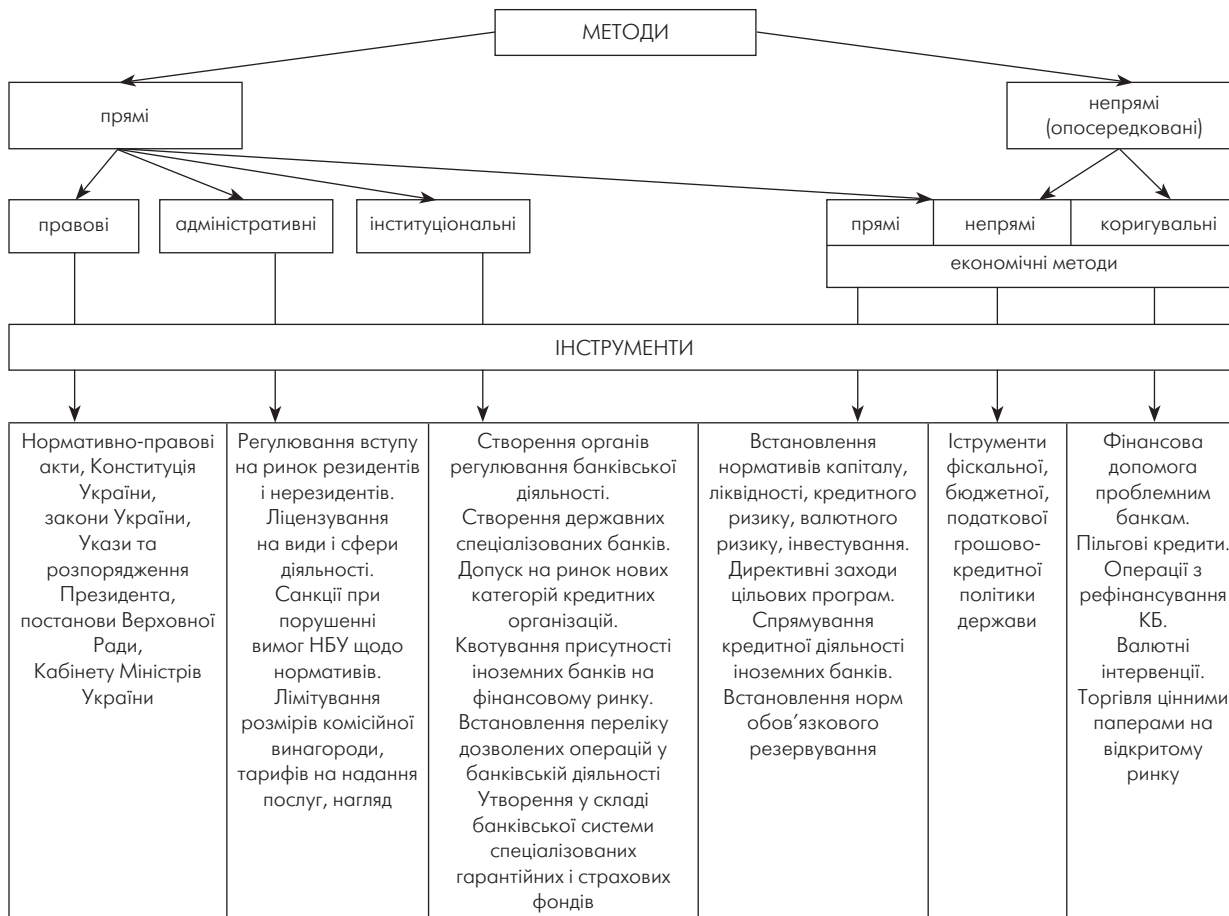 МЕТОДИ
прямі
непрямі
(опосередковані)
правові
адміністративні
інституціональні
прямі
непрямі
коригувальні
економічні методи
ІНСТРУМЕНТИ
Нормативно-правові
акти, Конституція
України,
закони України,
Укази та
розпорядження
Президента,
постанови Верховної
Ради,
Кабінету Міністрів
України
Регулювання вступу
на ринок резидентів
і нерезидентів.
Ліцензування
на види і сфери
діяльності.
Санкції при
порушенні
вимог НБУ щодо
нормативів.
Лімітування
розмірів комісійної
винагороди,
тарифів на надання
послуг, нагляд
Створення органів
регулювання банківської
діяльності.
Створення державних
спеціалізованих банків.
Допуск на ринок нових
категорій кредитних
організацій.
Квотування присутності
іноземних банків на
фінансовому ринку.
Встановлення переліку
дозволених операцій у
банківській діяльності
Утворення у складі
банківської системи
спеціалізованих
гарантійних і страхових
фондів
Встановлення
нормативів капіталу,
ліквідності, кредитного
ризику, валютного
ризику, інвестування.
Директивні заходи
цільових програм.
Спрямування
кредитної діяльності
іноземних банків.
Встановлення норм
обов’язкового
резервування
Іструменти
фіскальної,
бюджетної,
податкової
грошово-
кредитної
політики
держави
Фінансова
допомога
проблемним
банкам.
Пільгові кредити.
Операції з
рефінансування
КБ.
Валютні
інтервенції.
Торгівля цінними
паперами на
відкритому
ринку